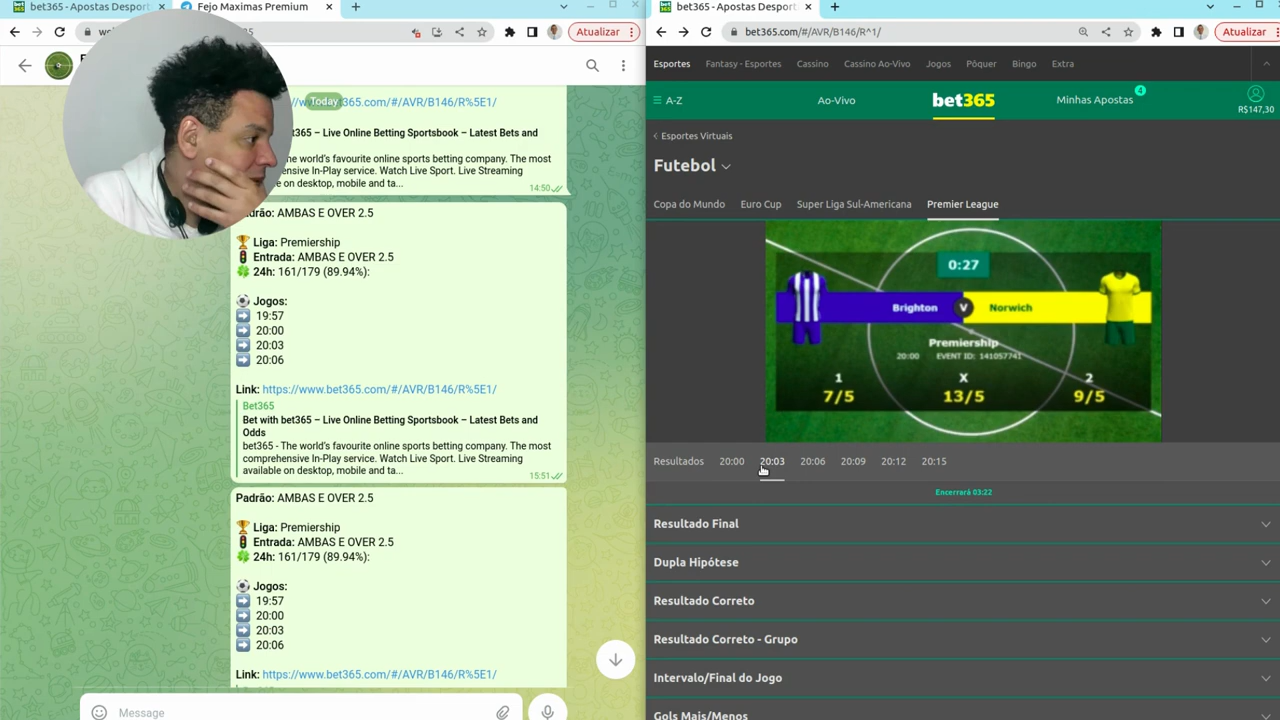 bet365 - Apostas Desport
Fejo Maximas Premium
Atualizar
Today
365.com/#/AVR/B146/R%5E1/
365 – Live Online Betting Sportsbook – Latest Bets and
the world's favourite online sports betting company. The most
ensive In-Play service. Watch Live Sport. Live Streaming
e on desktop, mobile and ta...
14:50
adrão: AMBAS E OVER 2.5
Liga: Premiership
Entrada: AMBAS E OVER 2.5
24h: 161/179 (89.94%):
Jogos:
19:57
20:00
20:03
20:06
Link: https://www.bet365.com/#/AVR/B146/R%5E1/
Bet365
Bet with bet365 – Live Online Betting Sportsbook – Latest Bets and
Odds
bet365 - The world's favourite online sports betting company. The most
comprehensive In-Play service. Watch Live Sport. Live Streaming
available on desktop, mobile and ta...
15:51
Padrão: AMBAS E OVER 2.5
Liga: Premiership
Entrada: AMBAS E OVER 2.5
24h: 161/179 (89.94%):
Jogos:
19:57
20:00
20:03
20:06
Link: https://www.bet365.com/#/AVR/B146/R%5E1/
Message
bet365 - Apostas Desport
bet365.com/#/AVR/B146/R^1/
Atualizar
Esportes Fantasy - Esportes Cassino Cassino Ao-Vivo Jogos Pôquer Bingo Extra
A-Z Ao-Vivo bet365 Minhas Apostas 4
R$147,30
Esportes Virtuais
Futebol
Copa do Mundo Euro Cup Super Liga Sul-Americana Premier League
0:27
Brighton V Norwich
Premiership
20:00 EVENT ID: 141057741
1 X 2
7/5 13/5 9/5
Resultados 20:00 20:03 20:06 20:09 20:12 20:15
Encerrará 03:22
Resultado Final
Dupla Hipótese
Resultado Correto
Resultado Correto - Grupo
Intervalo/Final do Jogo
Gols Mais/Menos